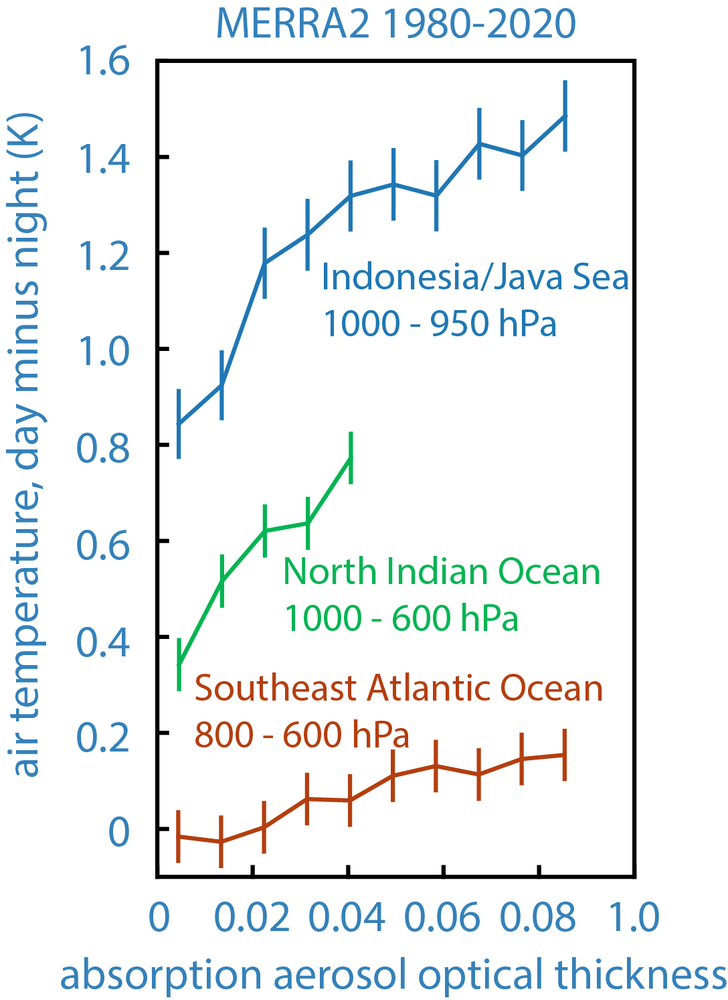 MERRA2 1980-2020
air temperature, day minus night (K)
1.6
1.4
1.2
1.0
0.8
0.6
0.4
0.2
0
Indonesia/Java Sea
1000 - 950 hPa
North Indian Ocean
1000 - 600 hPa
Southeast Atlantic Ocean
800 - 600 hPa
0 0.02 0.04 0.06 0.08 1.0
absorption aerosol optical thickness